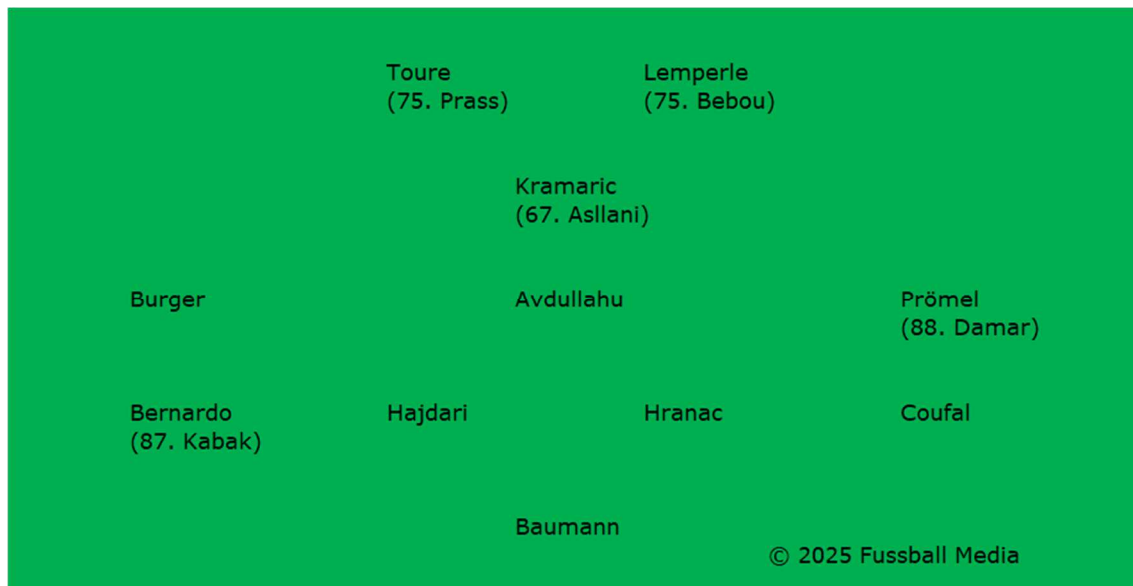 Toure Lemperle
(75. Prass) (75. Bebou)
Kramaric
(67. Asllani)
Burger Avdullahu Prömel
(88. Damar)
Bernardo Hajdari Hranac Coufal
(87. Kabak)
Baumann
© 2025 Fussball Media